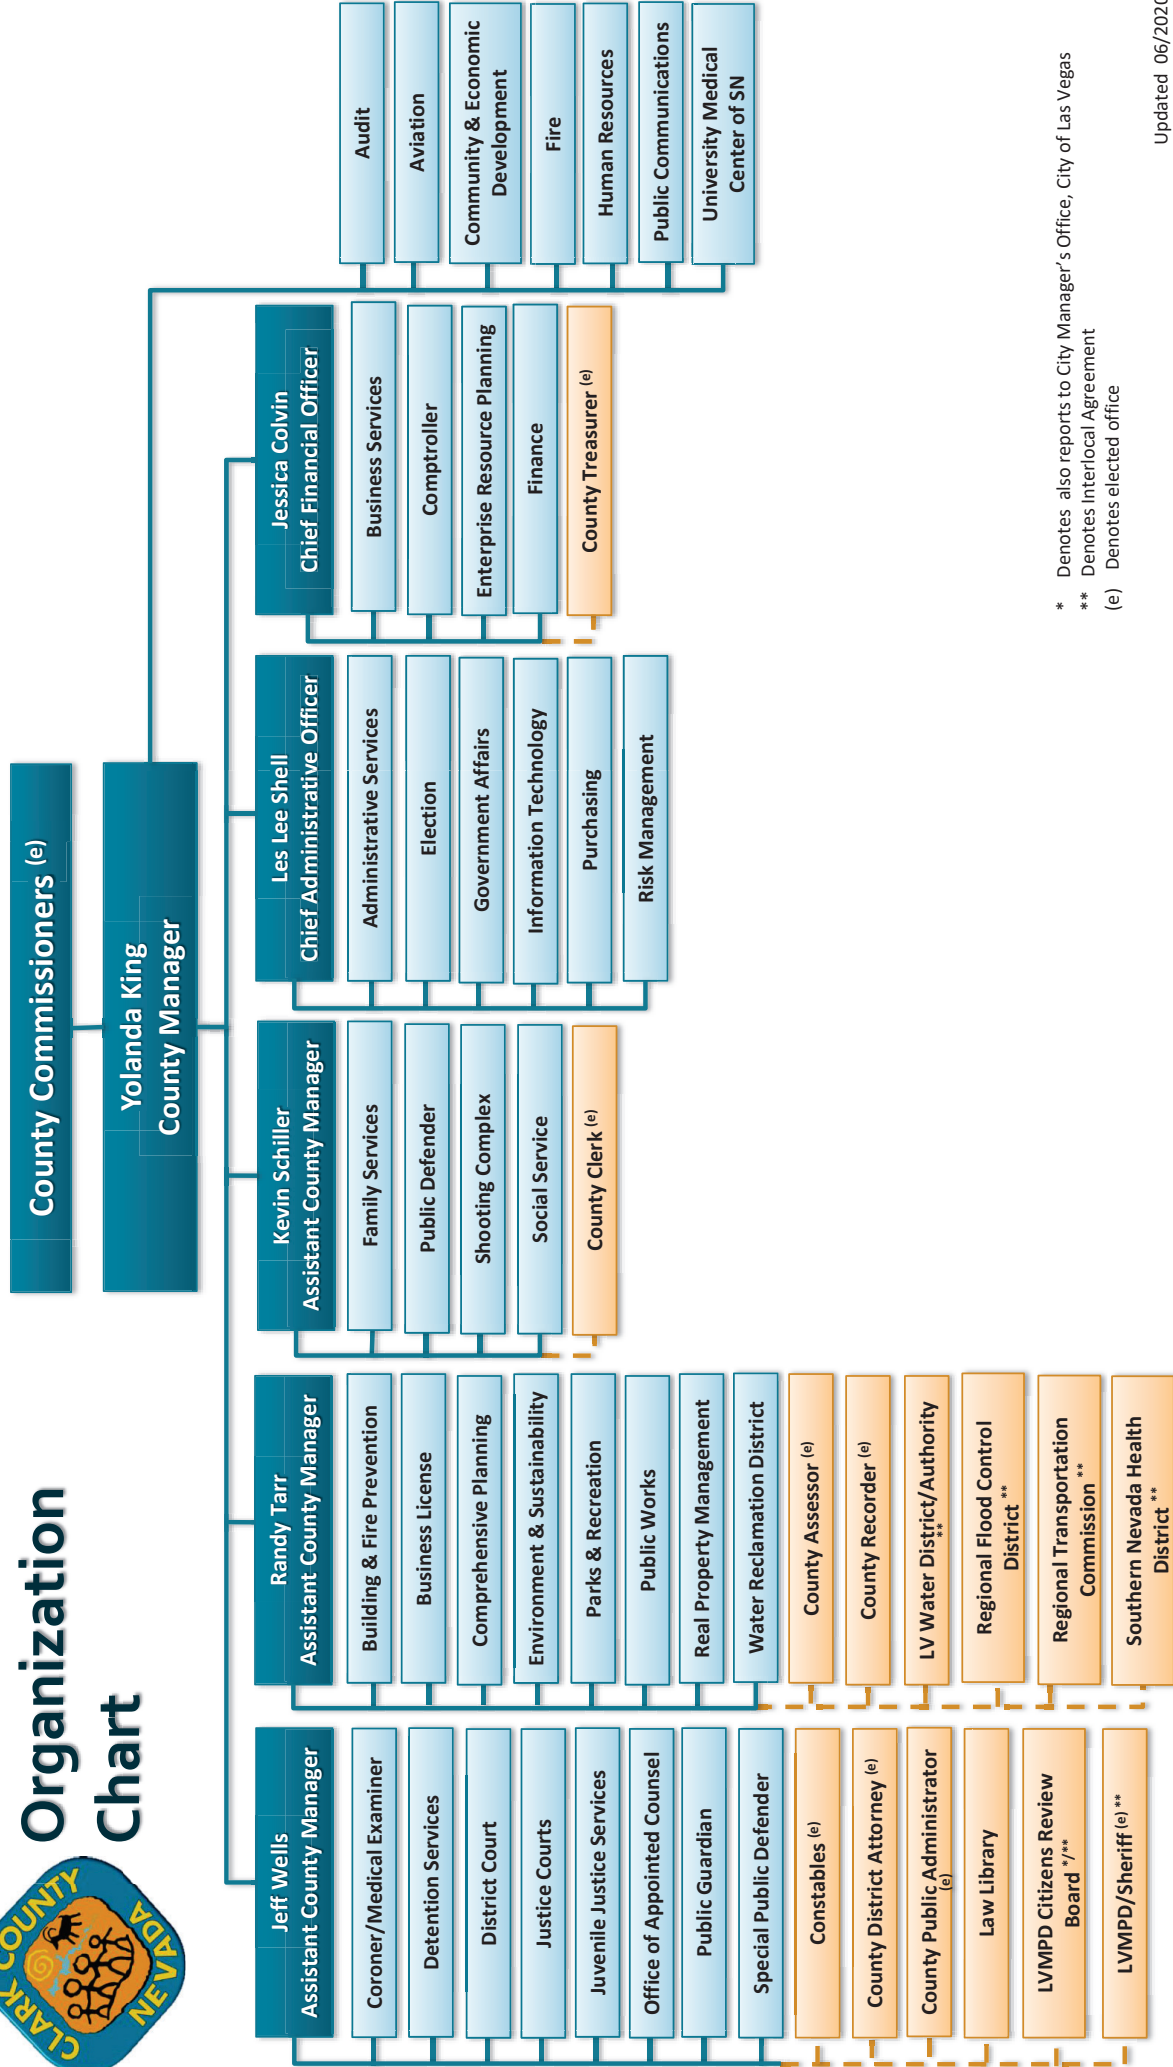 CLARK COUNTY
NEVADA
Organization
Chart
County Commissioners (e)
Yolanda King
County Manager
Jeff Wells
Assistant County Manager
Coroner/Medical Examiner
Detention Services
District Court
Justice Courts
Juvenile Justice Services
Office of Appointed Counsel
Public Guardian
Special Public Defender
Constables (e)
County District Attorney (e)
County Public Administrator
(e)
Law Library
LVMPD Citizens Review
Board */**
LVMPD/Sheriff (e) **
Randy Tarr
Assistant County Manager
Building & Fire Prevention
Business License
Comprehensive Planning
Environment & Sustainability
Parks & Recreation
Public Works
Real Property Management
Water Reclamation District
County Assessor (e)
County Recorder (e)
LV Water District/Authority
**
Regional Flood Control
District **
Regional Transportation
Commission **
Southern Nevada Health
District **
Kevin Schiller
Assistant County Manager
Family Services
Public Defender
Shooting Complex
Social Service
County Clerk (e)
Les Lee Shell
Chief Administrative Officer
Administrative Services
Election
Government Affairs
Information Technology
Purchasing
Risk Management
Jessica Colvin
Chief Financial Officer
Business Services
Comptroller
Enterprise Resource Planning
Finance
County Treasurer (e)
Audit
Aviation
Community & Economic
Development
Fire
Human Resources
Public Communications
University Medical
Center of SN
* Denotes also reports to City Manager's Office, City of Las Vegas
** Denotes Interlocal Agreement
(e) Denotes elected office
Updated 06/2020